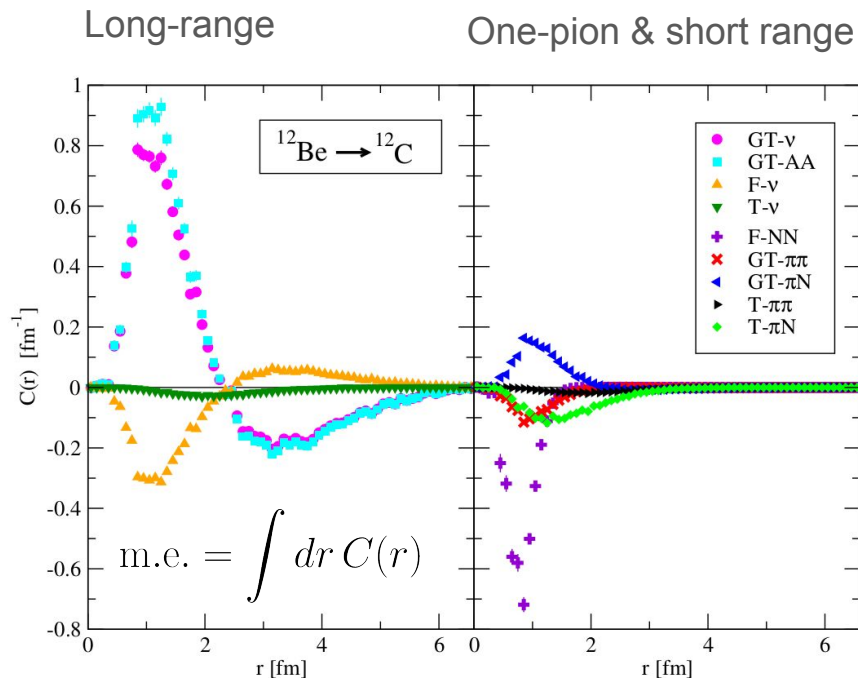 Long-range
One-pion & short range
¹²Be → ¹²C
GT-ν
GT-AA
F-ν
T-ν
F-NN
GT-ππ
GT-πN
T-ππ
T-πN
C(r) [fm⁻¹]
1
0.8
0.6
0.4
0.2
0
-0.2
-0.4
-0.6
-0.8
m.e. = ∫ dr C(r)
0 2 4 6 0 2 4 6
r [fm] r [fm]